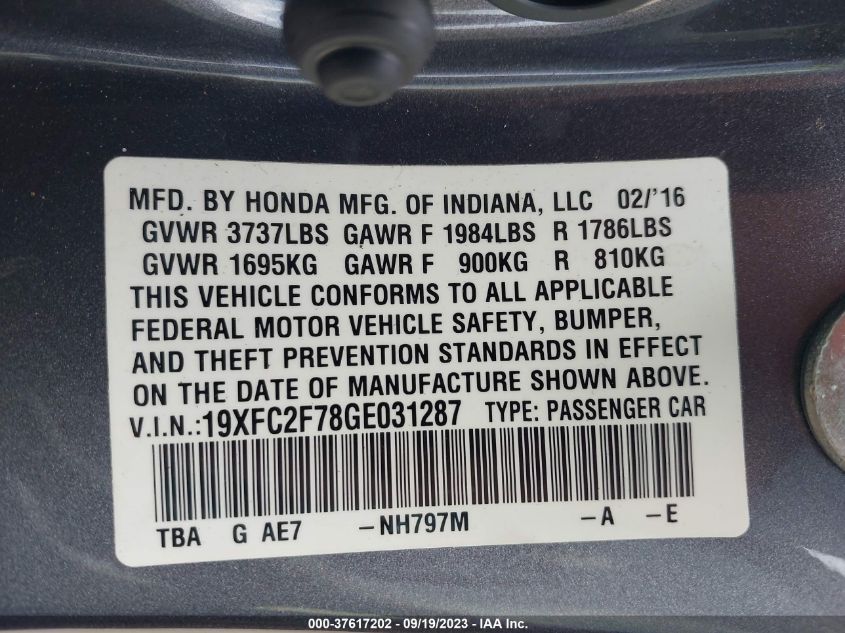 MFD. BY HONDA MFG. OF INDIANA, LLC 02/'16
GVWR 3737LBS GAWR F 1984LBS R 1786LBS
GVWR 1695KG GAWR F 900KG R 810KG
THIS VEHICLE CONFORMS TO ALL APPLICABLE
FEDERAL MOTOR VEHICLE SAFETY, BUMPER,
AND THEFT PREVENTION STANDARDS IN EFFECT
ON THE DATE OF MANUFACTURE SHOWN ABOVE.
V.I.N.:19XFC2F78GE031287 TYPE: PASSENGER CAR
TBA G AE7 -NH797M -A -E
000-37617202 - 09/19/2023 - IAAI Inc.